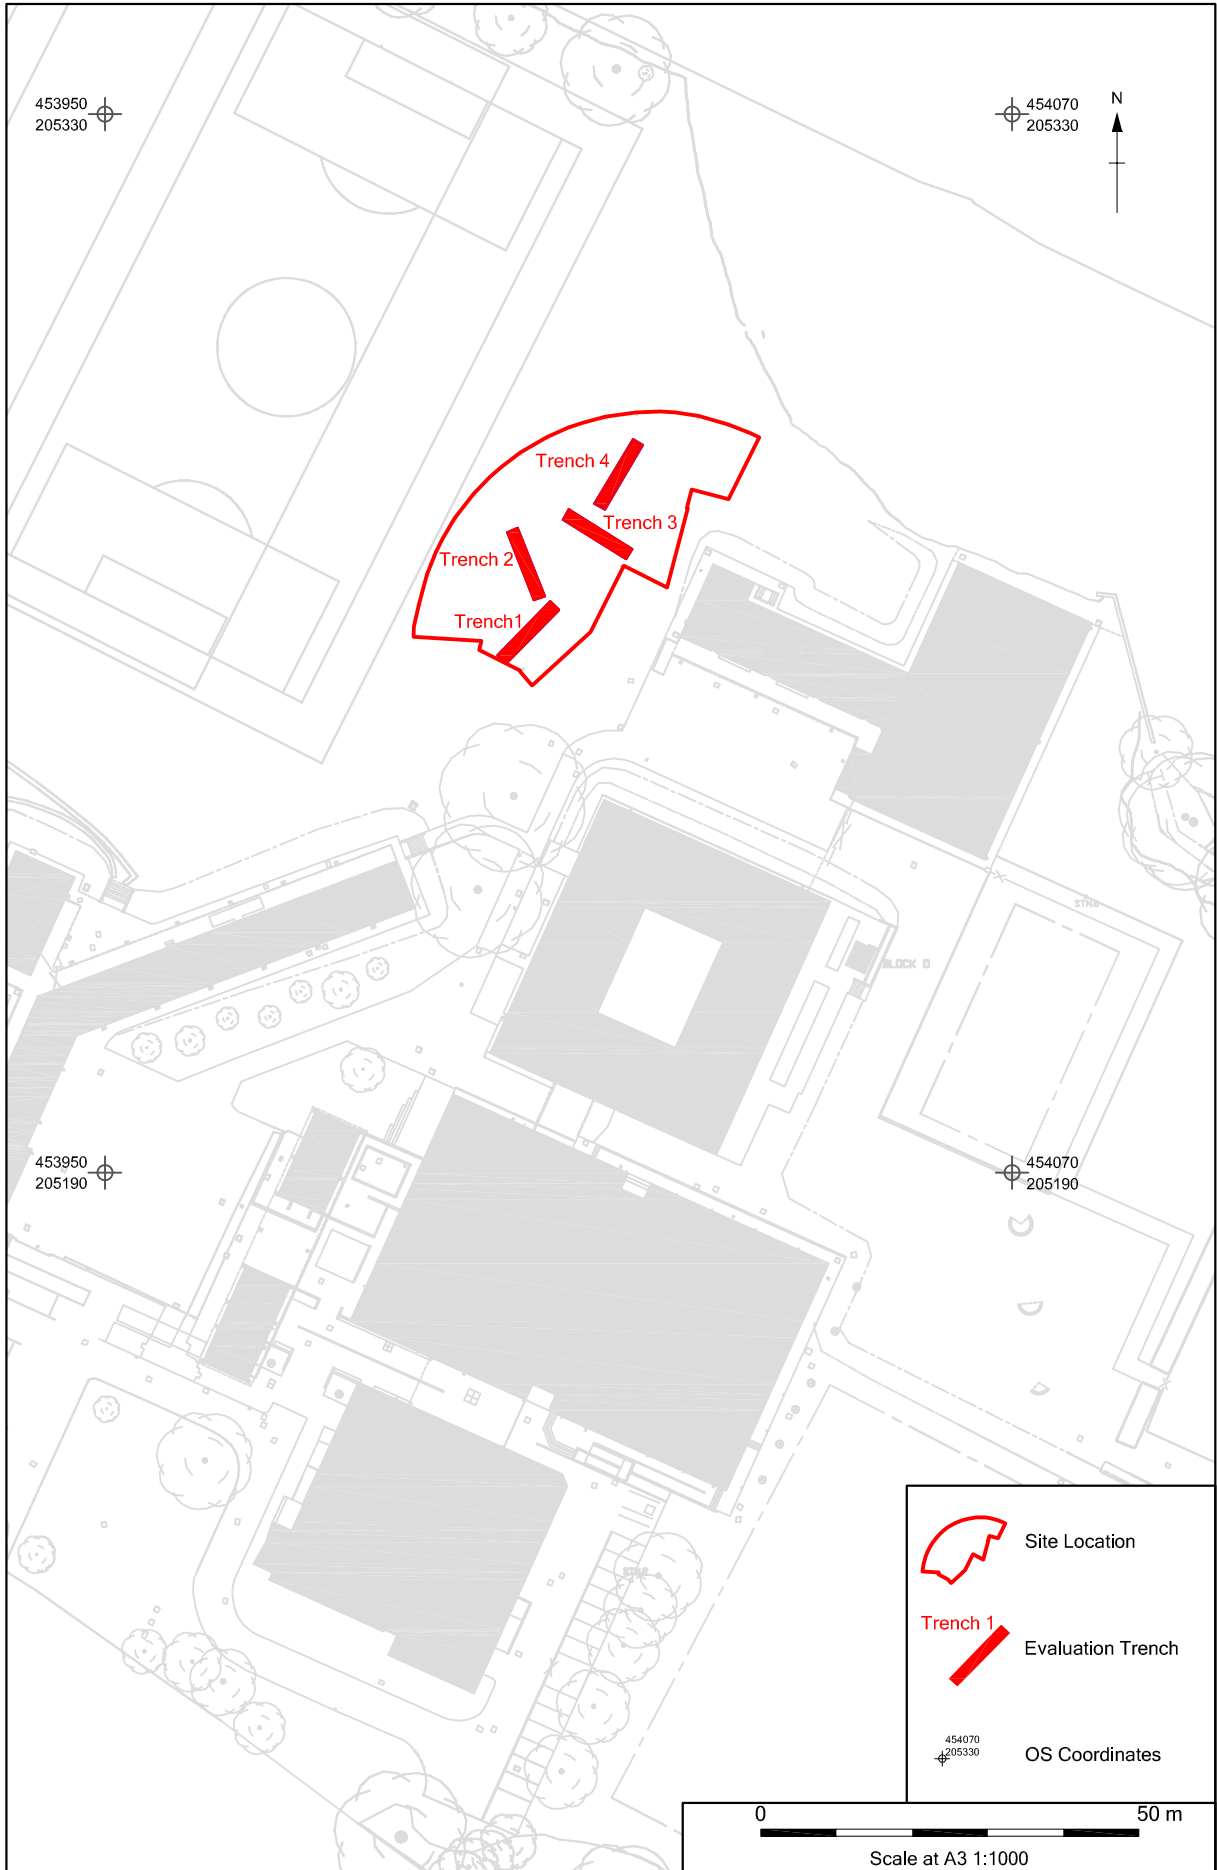 453950
205330
454070
205330
N
Trench 4
Trench 3
Trench 2
Trench1
BLOCK D
453950
205190
454070
205190
Site Location
Trench 1
Evaluation Trench
454070
205330
OS Coordinates
0 50 m
Scale at A3 1:1000